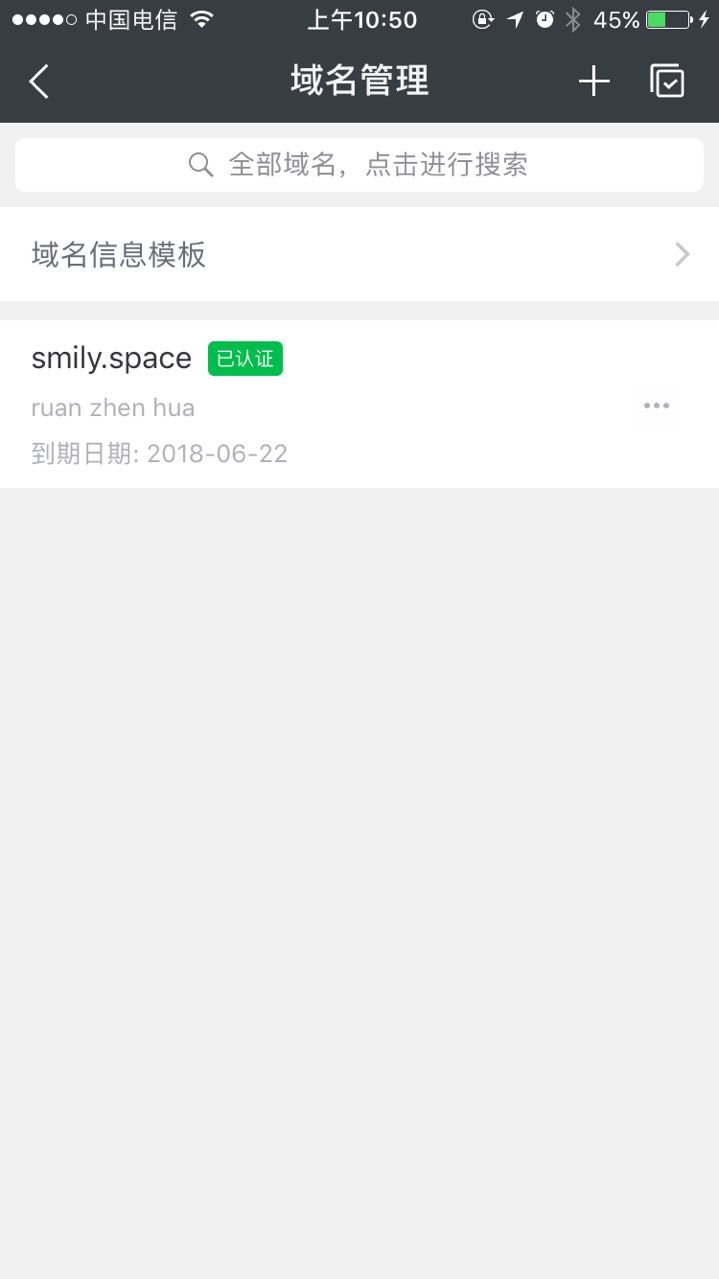 中国电信 上午10:50 45%
域名管理
全部域名，点击进行搜索
域名信息模板
smily.space 已认证
ruan zhen hua
到期日期: 2018-06-22